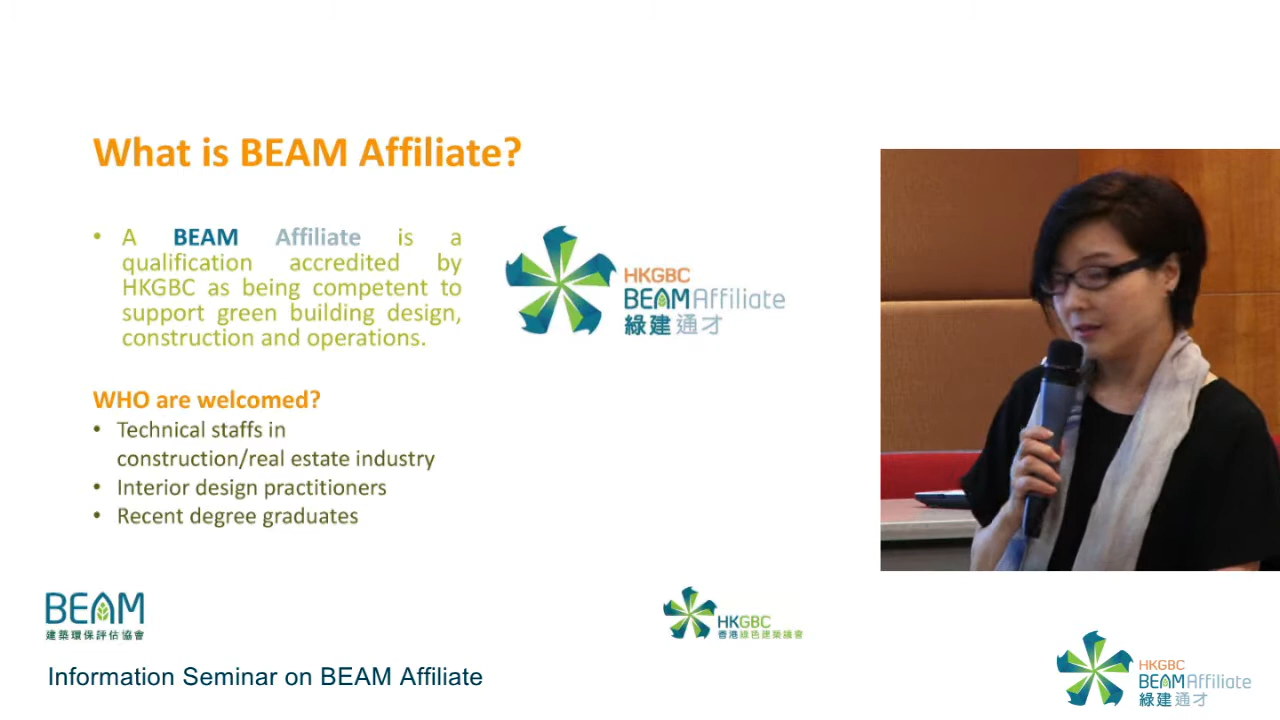 What is BEAM Affiliate?
• A BEAM Affiliate is a
qualification accredited by
HKGBC as being competent to
support green building design,
construction and operations.
HKGBC
BEAM Affiliate
綠建通才
WHO are welcomed?
• Technical staffs in
construction/real estate industry
• Interior design practitioners
• Recent degree graduates
BEAM
建築環保評估協會
HKGBC
香港綠色建築議會
Information Seminar on BEAM Affiliate
HKGBC
BEAM Affiliate
綠建通才